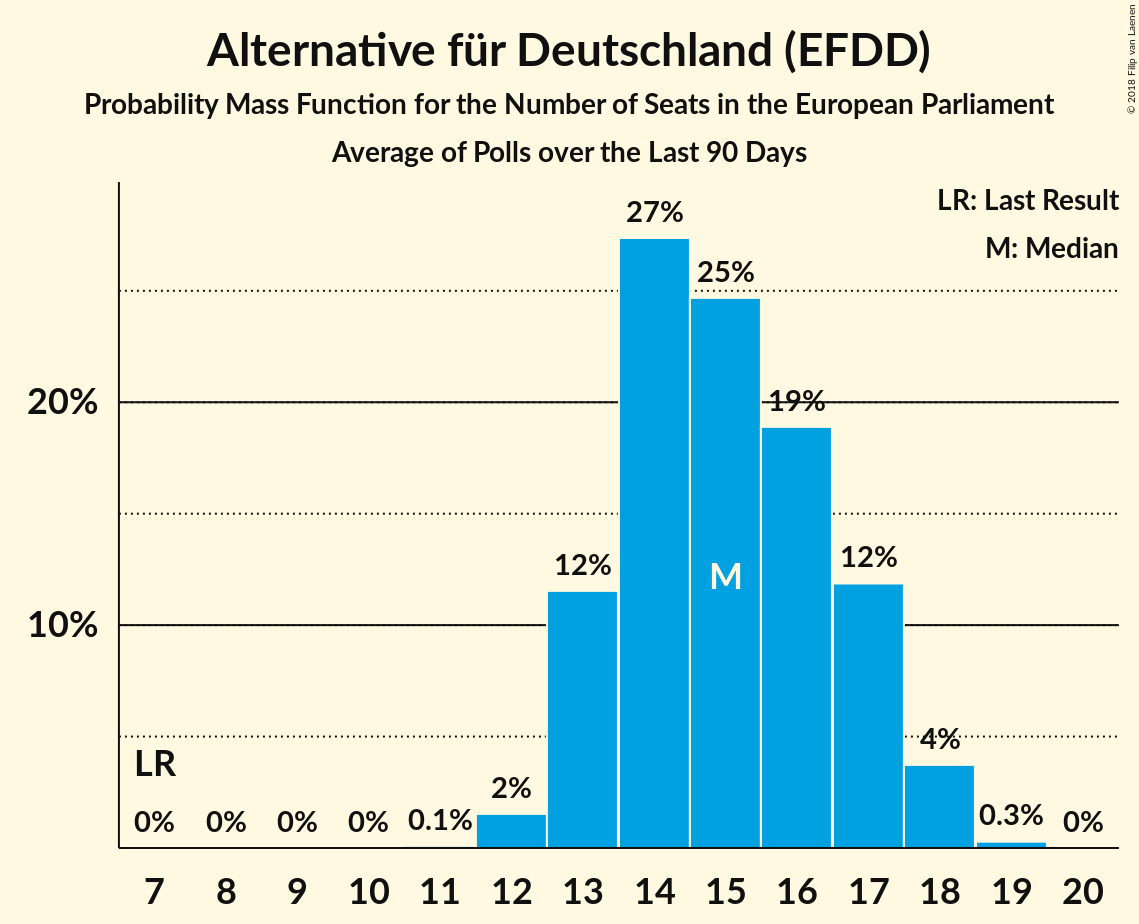 Alternative für Deutschland (EFDD)
Probability Mass Function for the Number of Seats in the European Parliament
Average of Polls over the Last 90 Days
© 2018 Filip van Laenen
LR: Last Result
M: Median
27%
25%
20%
19%
12%
12%
M
10%
LR
4%
2%
0% 0% 0% 0% 0.1% 0.3% 0%
7 8 9 10 11 12 13 14 15 16 17 18 19 20